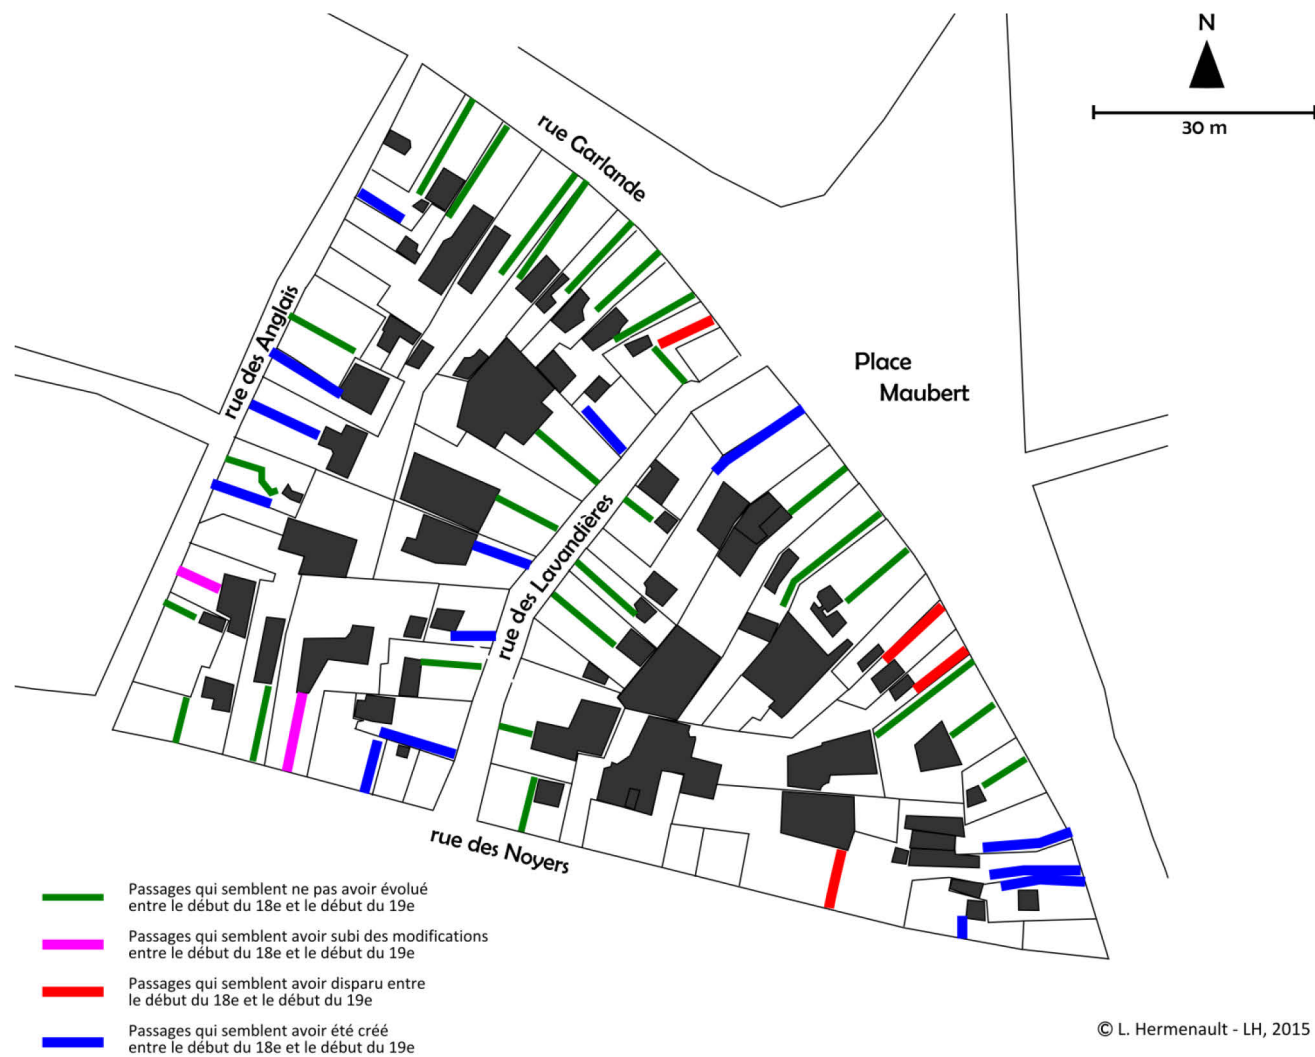 N
30 m
rue Garlande
Place
Maubert
rue des Anglais
rue des Lavandières
rue des Noyers
Passages qui semblent ne pas avoir évolué
entre le début du 18e et le début du 19e
Passages qui semblent avoir subi des modifications
entre le début du 18e et le début du 19e
Passages qui semblent avoir disparu entre
le début du 18e et le début du 19e
Passages qui semblent avoir été créé
entre le début du 18e et le début du 19e
© L. Hermenault - LH, 2015